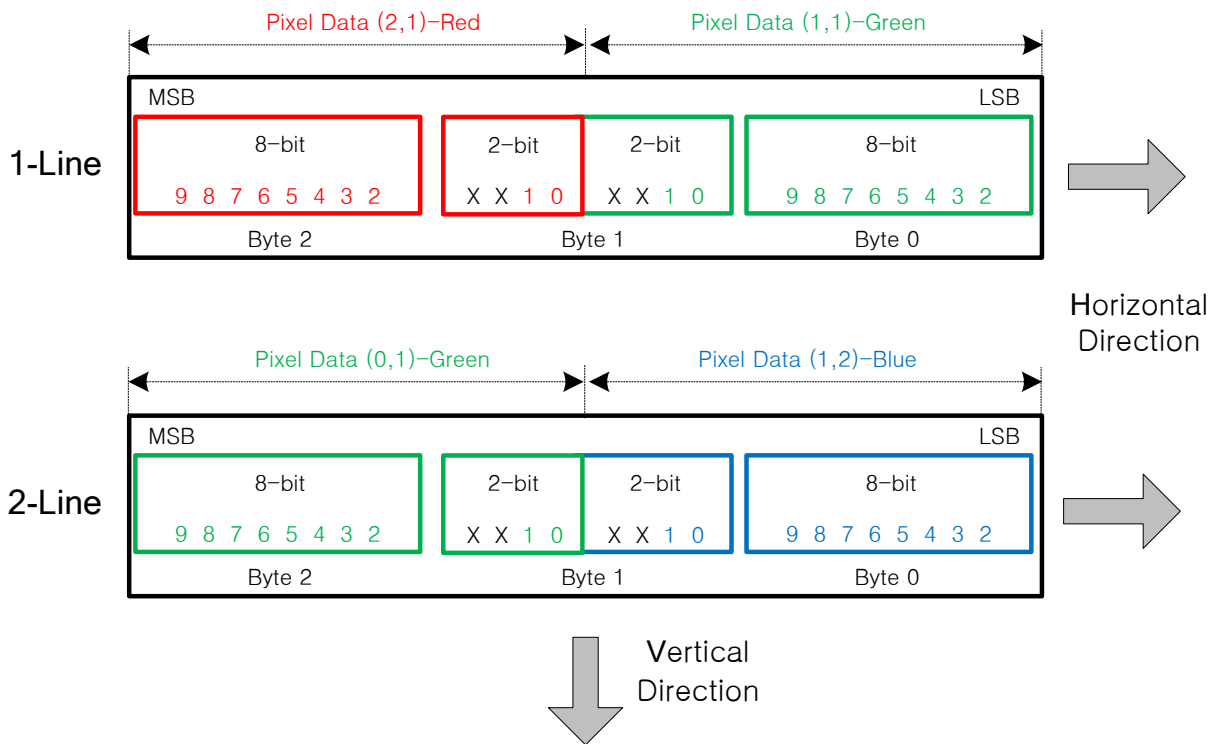 Pixel Data (2,1)-Red Pixel Data (1,1)-Green
MSB LSB
8-bit 2-bit 2-bit 8-bit
1-Line
9 8 7 6 5 4 3 2 X X 1 0 X X 1 0 9 8 7 6 5 4 3 2
Byte 2 Byte 1 Byte 0
Horizontal
Direction
Pixel Data (0,1)-Green Pixel Data (1,2)-Blue
MSB LSB
8-bit 2-bit 2-bit 8-bit
2-Line
9 8 7 6 5 4 3 2 X X 1 0 X X 1 0 9 8 7 6 5 4 3 2
Byte 2 Byte 1 Byte 0
Vertical
Direction